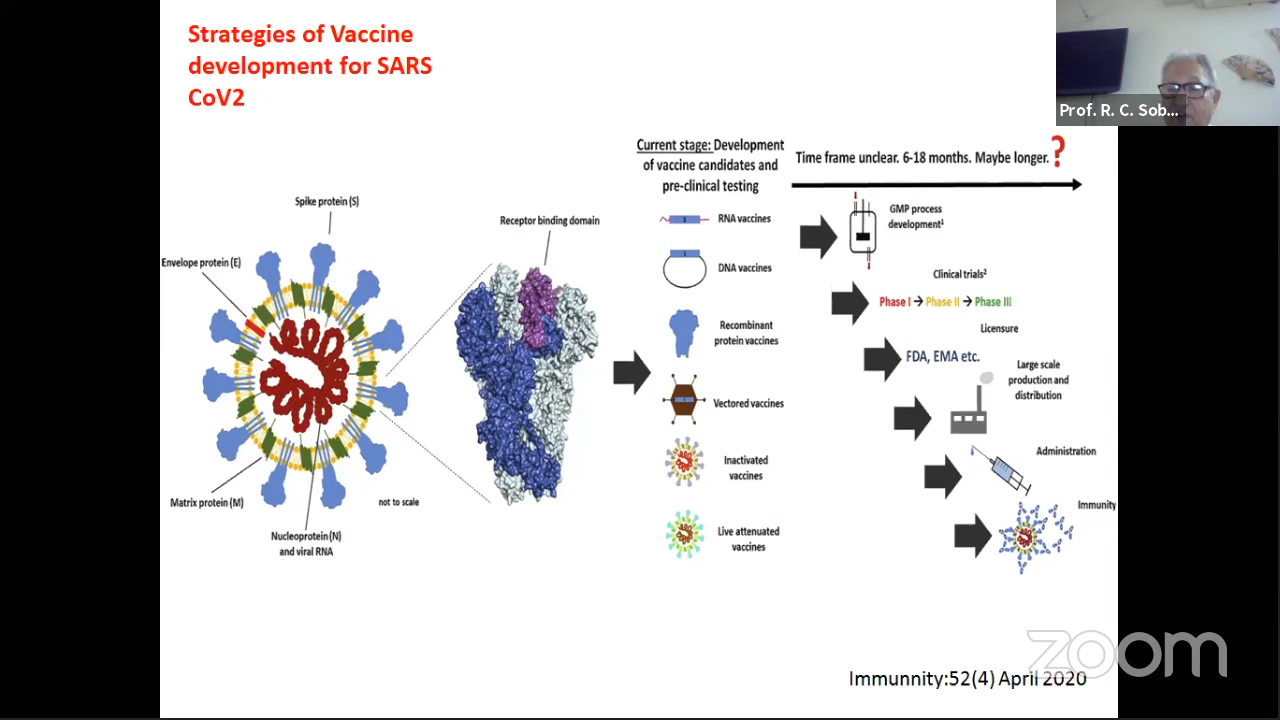 Strategies of Vaccine
development for SARS
CoV2
Prof. R. C. Sob...
Spike protein (S)
Envelope protein (E)
Matrix protein (M)
Nucleoprotein (N)
and viral RNA
not to scale
Receptor binding domain
Current stage: Development
of vaccine candidates and
pre-clinical testing
RNA vaccines
DNA vaccines
Recombinant
protein vaccines
Vectored vaccines
Inactivated
vaccines
Live attenuated
vaccines
Time frame unclear. 6-18 months. Maybe longer.?
GMP process
development¹
Clinical trials²
Phase I → Phase II → Phase III
Licensure
FDA, EMA etc.
Large scale
production and
distribution
Administration
Immunity
zoom
Immunnity:52(4) April 2020